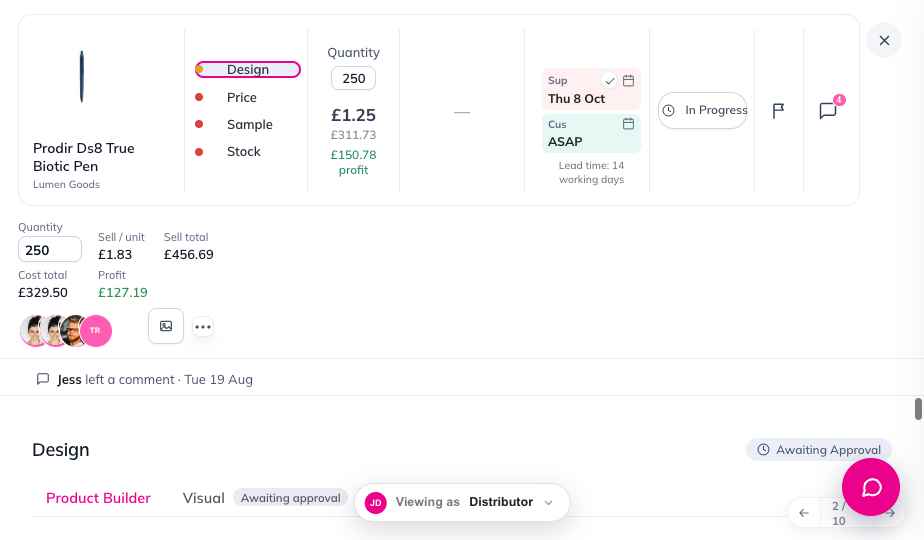 Prodir Ds8 True
Biotic Pen
Lumen Goods
Design
Price
Sample
Stock
Quantity
250
£1.25
£311.73
£150.78
profit
—
Sup
Thu 8 Oct
Cus
ASAP
Lead time: 14
working days
In Progress
4
Quantity
250
Sell / unit
£1.83
Sell total
£456.69
Cost total
£329.50
Profit
£127.19
TR
Jess left a comment · Tue 19 Aug
Design
Awaiting Approval
Product Builder
Visual
Awaiting approval
JD
Viewing as Distributor
2 /
10